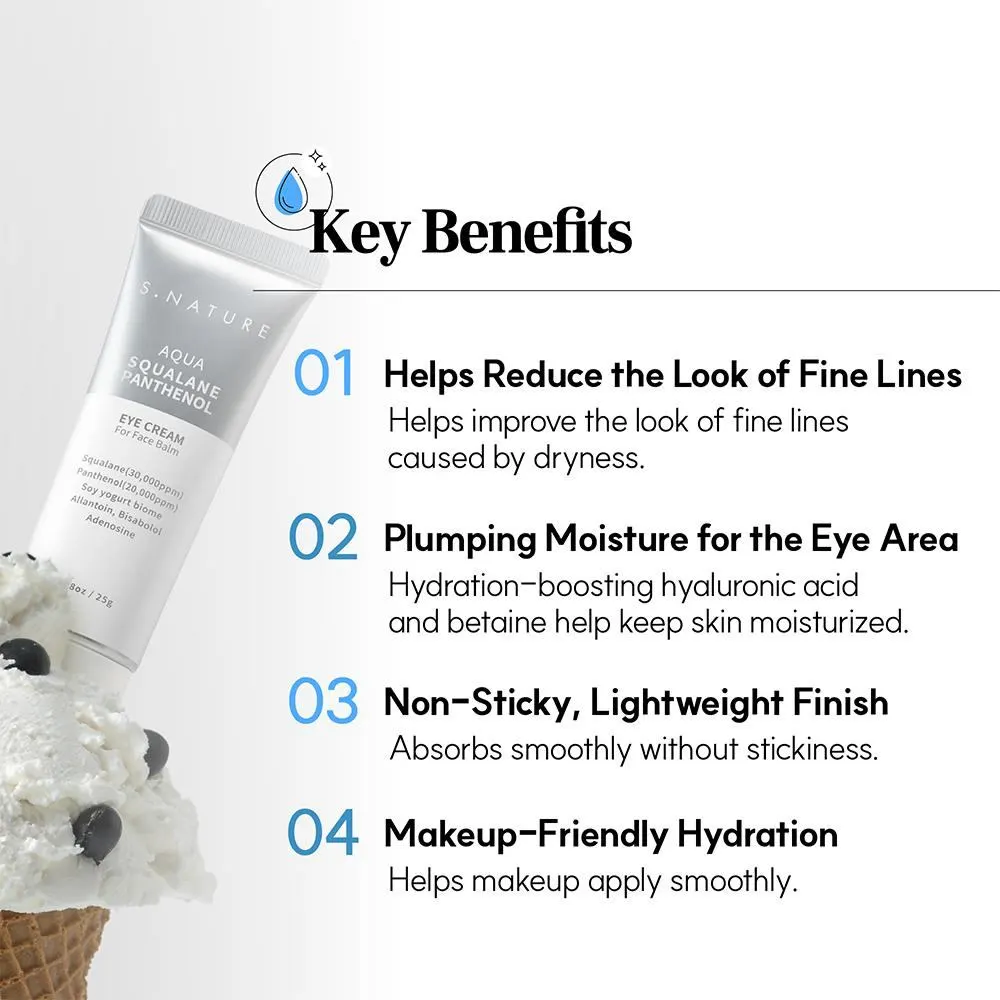 Key Benefits
S.NATURE
AQUA
SQUALANE
PANTHENOL
EYE CREAM
For Face Balm
Squalane(30,000ppm)
Panthenol(20,000ppm)
Soy yogurt biome
Allantoin, Bisabolol
Adenosine
8oz / 25g
01 Helps Reduce the Look of Fine Lines
Helps improve the look of fine lines
caused by dryness.
02 Plumping Moisture for the Eye Area
Hydration-boosting hyaluronic acid
and betaine help keep skin moisturized.
03 Non-Sticky, Lightweight Finish
Absorbs smoothly without stickiness.
04 Makeup-Friendly Hydration
Helps makeup apply smoothly.